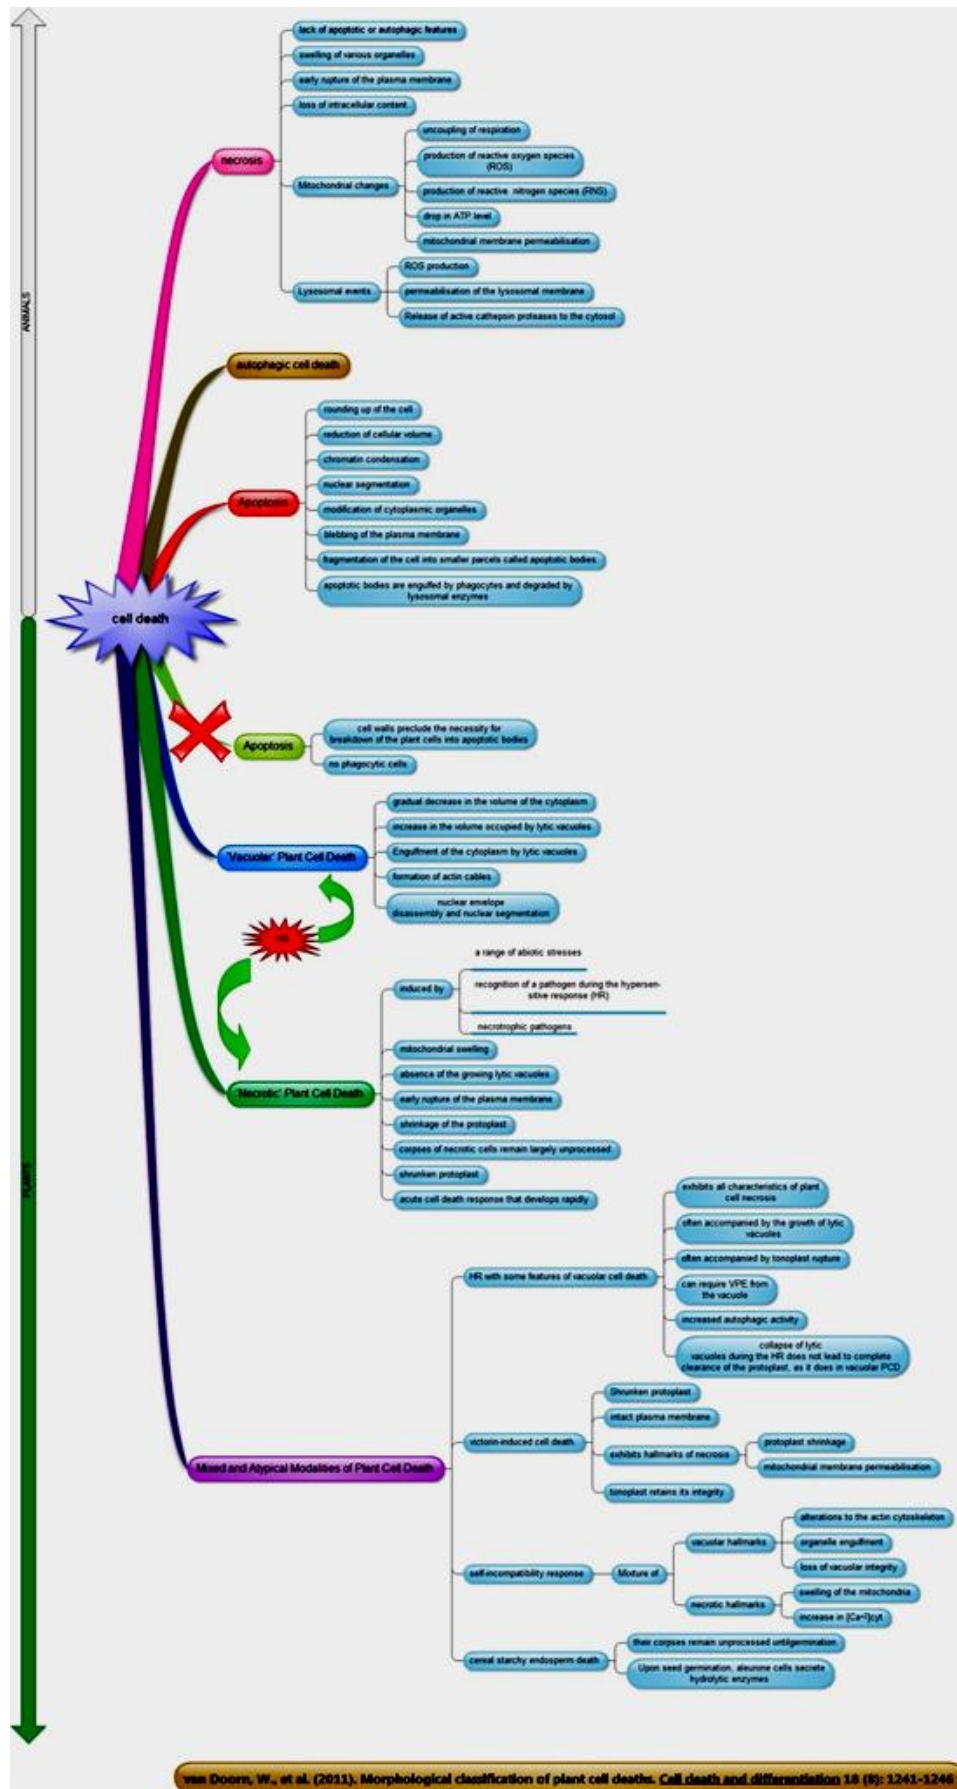 lack of apoptotic or autophagic features
swelling of various organelles
early rupture of the plasma membrane
loss of intracellular content
necrosis
Mitochondrial changes
uncoupling of respiration
production of reactive oxygen species
(ROS)
production of reactive nitrogen species (RNS)
drop in ATP level
mitochondrial membrane permeabilisation
Lysosomal events
ROS production
permeabilisation of the lysosomal membrane
Release of active cathepsin proteases to the cytosol
ANIMALS
autophagic cell death
Apoptosis
rounding up of the cell
reduction of cellular volume
chromatin condensation
nuclear segmentation
modification of cytoplasmic organelles
blebbing of the plasma membrane
fragmentation of the cell into smaller parcels called apoptotic bodies
apoptotic bodies are engulfed by phagocytes and degraded by
lysosomal enzymes
cell death
Apoptosis
cell walls preclude the necessity for
breakdown of the plant cells into apoptotic bodies
no phagocytic cells
'Vacuolar' Plant Cell Death
gradual decrease in the volume of the cytoplasm
increase in the volume occupied by lytic vacuoles
Engulfment of the cytoplasm by lytic vacuoles
formation of actin cables
nuclear envelope
disassembly and nuclear segmentation
HR
PLANTS
'Necrotic' Plant Cell Death
induced by
a range of abiotic stresses
recognition of a pathogen during the hypersen-
sitive response (HR)
necrotrophic pathogens
mitochondrial swelling
absence of the growing lytic vacuoles
early rupture of the plasma membrane
shrinkage of the protoplast
corpses of necrotic cells remain largely unprocessed
shrunken protoplast
acute cell death response that develops rapidly
Mixed and Atypical Modalities of Plant Cell Death
HR with some features of vacuolar cell death
exhibits all characteristics of plant
cell necrosis
often accompanied by the growth of lytic
vacuoles
often accompanied by tonoplast rupture
can require VPE from
the vacuole
increased autophagic activity
collapse of lytic
vacuoles during the HR does not lead to complete
clearance of the protoplast, as it does in vacuolar PCD
victorin-induced cell death
Shrunken protoplast
intact plasma membrane
exhibits hallmarks of necrosis
protoplast shrinkage
mitochondrial membrane permeabilisation
tonoplast retains its integrity
self-incompatibility response
Mixture of
vacuolar hallmarks
alterations to the actin cytoskeleton
organelle engulfment
loss of vacuolar integrity
necrotic hallmarks
swelling of the mitochondria
increase in [Ca+2]cyt
cereal starchy endosperm death
their corpses remain unprocessed untilgermination
Upon seed germination, aleurone cells secrete
hydrolytic enzymes
van Doorn, W., et al. (2011). Morphological classification of plant cell deaths. Cell death and differentiation 18 (8): 1241-1246